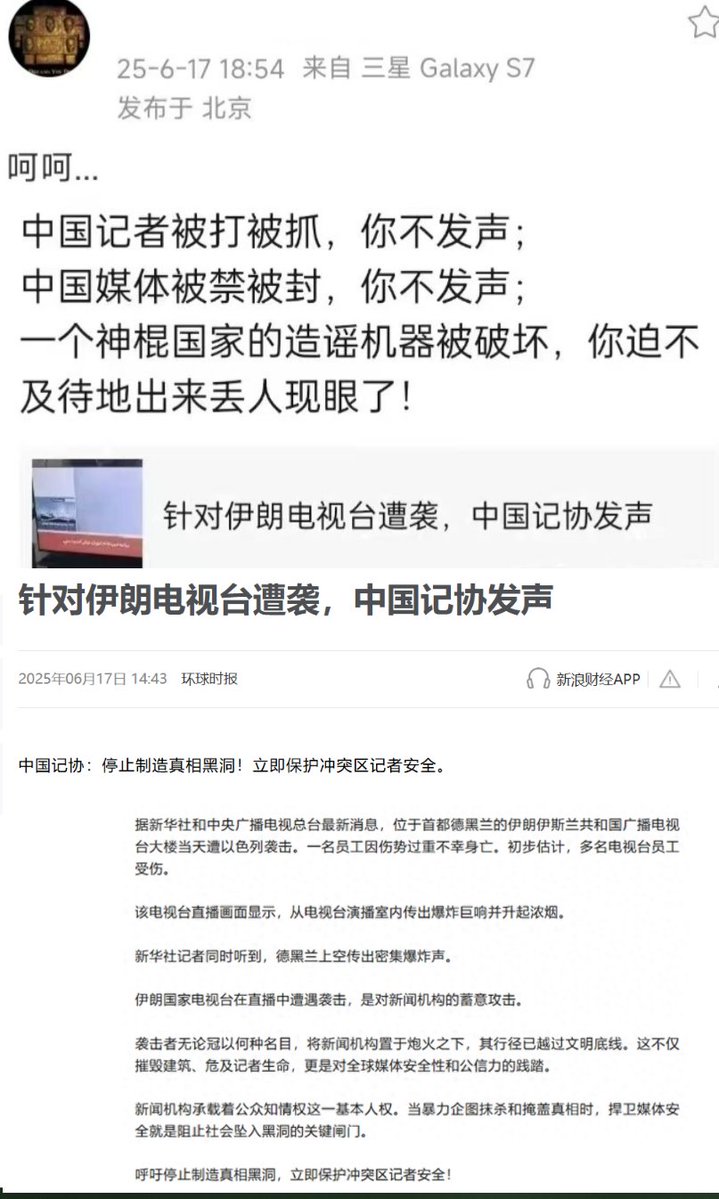 25-6-17 18:54 来自 三星 Galaxy S7
发布于 北京
呵呵...
中国记者被打被抓，你不发声；
中国媒体被禁被封，你不发声；
一个神棍国家的造谣机器被破坏，你迫不
及待地出来丢人现眼了！
针对伊朗电视台遭袭，中国记协发声
针对伊朗电视台遭袭，中国记协发声
2025年06月17日 14:43 环球时报 新浪财经APP
中国记协：停止制造真相黑洞！立即保护冲突区记者安全。
据新华社和中央广播电视总台最新消息，位于首都德黑兰的伊朗伊斯兰共和国广播电视
台大楼当天遭以色列袭击。一名员工因伤势过重不幸身亡。初步估计，多名电视台员工
受伤。
该电视台直播画面显示，从电视台演播室内传出爆炸巨响并升起浓烟。
新华社记者同时听到，德黑兰上空传出密集爆炸声。
伊朗国家电视台在直播中遭遇袭击，是对新闻机构的蓄意攻击。
袭击者无论冠以何种名目，将新闻机构置于炮火之下，其行径已越过文明底线。这不仅
摧毁建筑、危及记者生命，更是对全球媒体安全性和公信力的践踏。
新闻机构承载着公众知情权这一基本人权。当暴力企图抹杀和掩盖真相时，捍卫媒体安
全就是阻止社会坠入黑洞的关键闸门。
呼吁停止制造真相黑洞，立即保护冲突区记者安全！